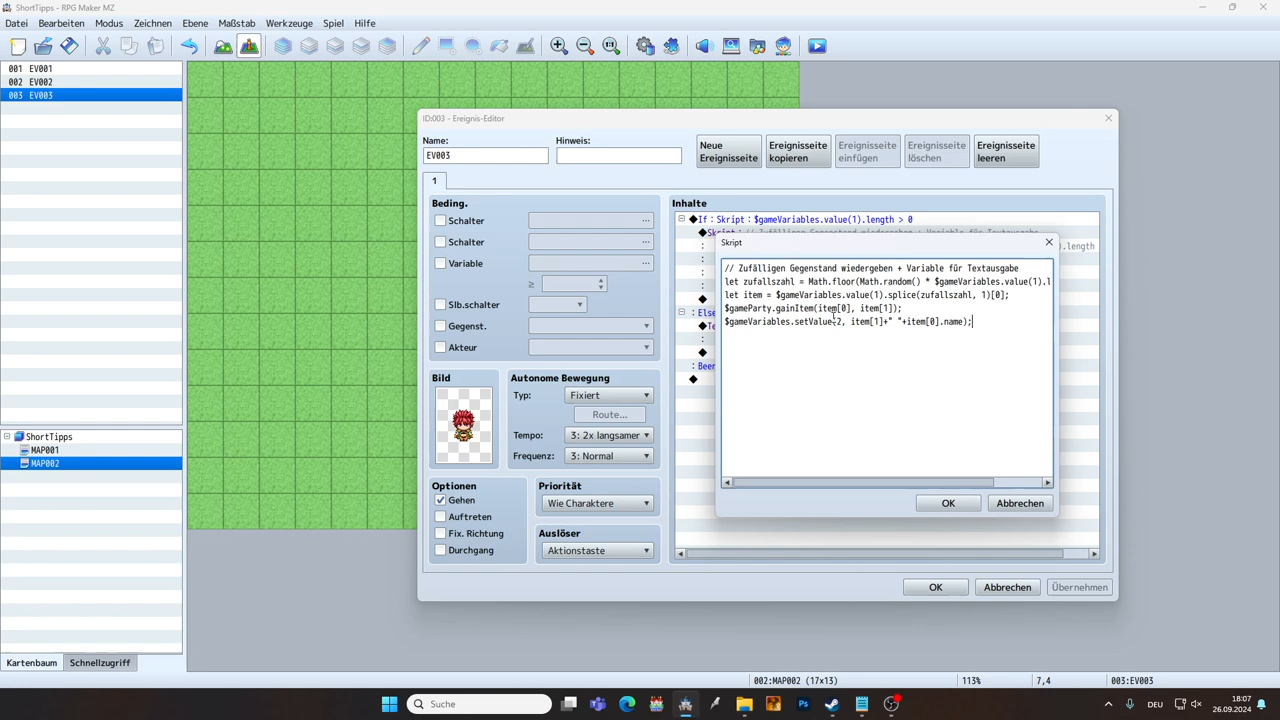 ShortTipps - RPG Maker MZ
Datei Bearbeiten Modus Zeichnen Ebene Maßstab Werkzeuge Spiel Hilfe
001 EV001
002 EV002
003 EV003
ID:003 - Ereignis-Editor
Name: Hinweis:
EV003
Neue Ereignisseite
Ereignisseite kopieren
Ereignisseite einfügen
Ereignisseite löschen
Ereignisseite leeren
1
Beding.
Schalter ...
Schalter ...
Variable ...
≥
Slb.schalter
Gegenst.
Akteur
Bild
Autonome Bewegung
Typ: Fixiert
Route...
Tempo: 3: 2x langsamer
Frequenz: 3: Normal
Optionen
Gehen
Auftreten
Fix. Richtung
Durchgang
Priorität
Wie Charaktere
Auslöser
Aktionstaste
Inhalte
◆If：Skript：$gameVariables.value(1).length > 0
).length
：Else
Skript
// Zufälligen Gegenstand wiedergeben + Variable für Textausgabe
let zufallszahl = Math.floor(Math.random() * $gameVariables.value(1).l
let item = $gameVariables.value(1).splice(zufallszahl, 1)[0];
$gameParty.gainItem(item[0], item[1]);
$gameVariables.setValue(2, item[1]+" "+item[0].name);
OK Abbrechen
OK Abbrechen Übernehmen
ShortTipps
MAP001
MAP002
Kartenbaum Schnellzugriff
002:MAP002 (17x13) 113% 7,4 003:EV003
Suche
DEU
18:07
26.09.2024